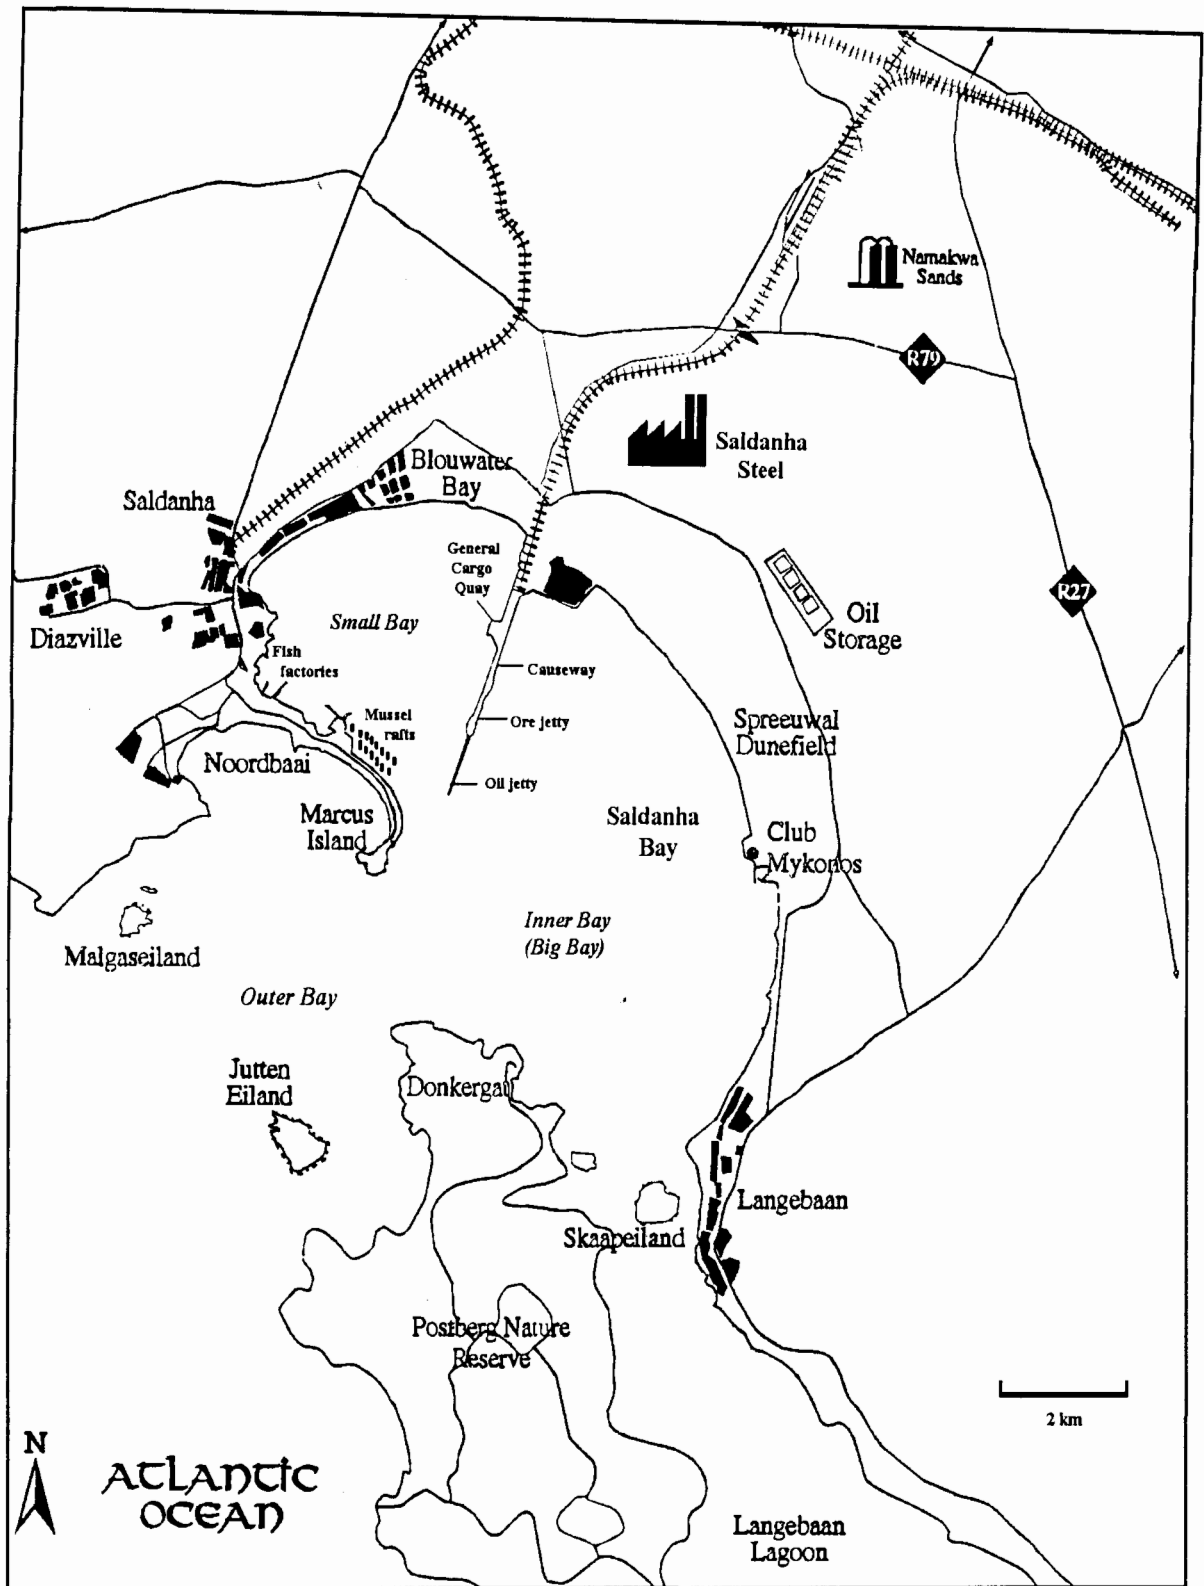 Namakwa
Sands
R79
Saldanha
Steel
Blouwater
Bay
Saldanha
General
Cargo
Quay
Small Bay
Diazville
Oil
Storage
R27
Fish
factories
Causeway
Mussel
rafts
Ore jetty
Spreeuwal
Dunefield
Noordbaai
Oil jetty
Marcus
Island
Saldanha
Bay
Club
Mykonos
Inner Bay
(Big Bay)
Malgaseiland
Outer Bay
Jutten
Eiland
Donkergat
Langebaan
Skaapeiland
Postberg Nature
Reserve
2 km
N
ATLANTIC
OCEAN
Langebaan
Lagoon